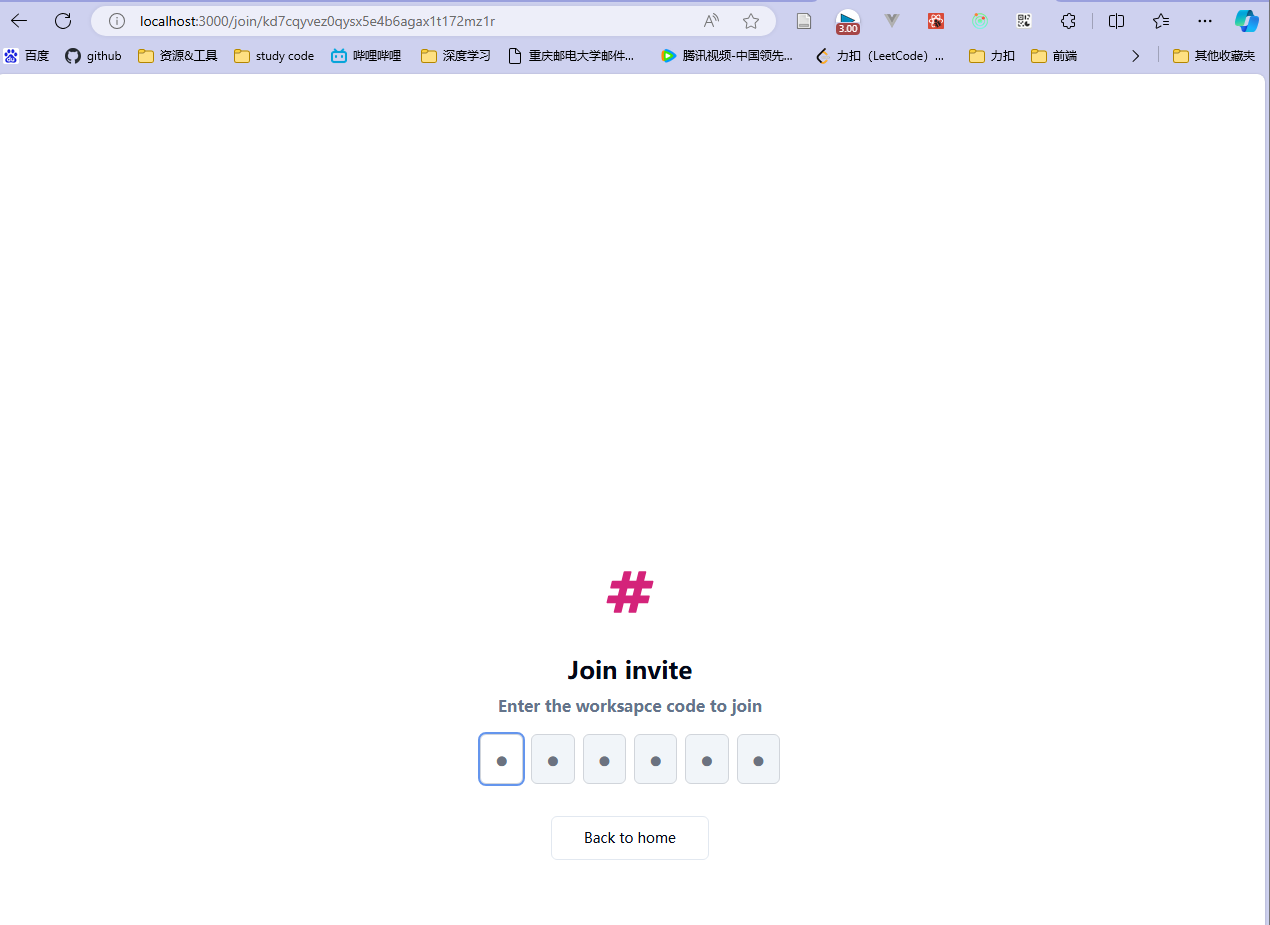 localhost:3000/join/kd7cqyvez0qysx5e4b6agax1t172mz1r
3.00
百度 github 资源&工具 study code 哔哩哔哩 深度学习 重庆邮电大学邮件... 腾讯视频-中国领先... 力扣（LeetCode）... 力扣 前端 其他收藏夹
#
Join invite
Enter the worksapce code to join
Back to home